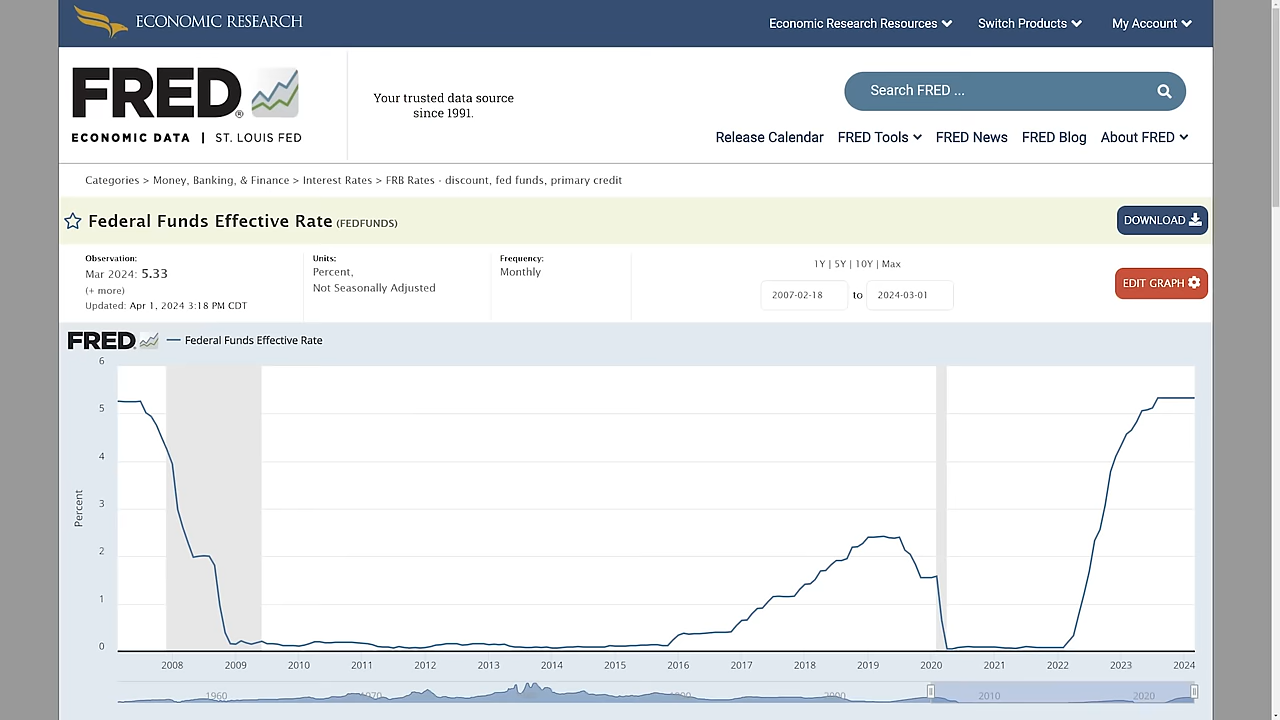 ECONOMIC RESEARCH
Economic Research Resources Switch Products My Account
FRED®
ECONOMIC DATA | ST. LOUIS FED
Your trusted data source
since 1991.
Search FRED ...
Release Calendar FRED Tools FRED News FRED Blog About FRED
Categories > Money, Banking, & Finance > Interest Rates > FRB Rates - discount, fed funds, primary credit
Federal Funds Effective Rate (FEDFUNDS)
DOWNLOAD
Observation:
Mar 2024: 5.33
(+ more)
Updated: Apr 1, 2024 3:18 PM CDT
Units:
Percent,
Not Seasonally Adjusted
Frequency:
Monthly
1Y | 5Y | 10Y | Max
2007-02-18 to 2024-03-01
EDIT GRAPH
FRED Federal Funds Effective Rate
6
5
4
3
2
1
0
Percent
2008 2009 2010 2011 2012 2013 2014 2015 2016 2017 2018 2019 2020 2021 2022 2023 2024
1960 1970 1990 2000 2010 2020